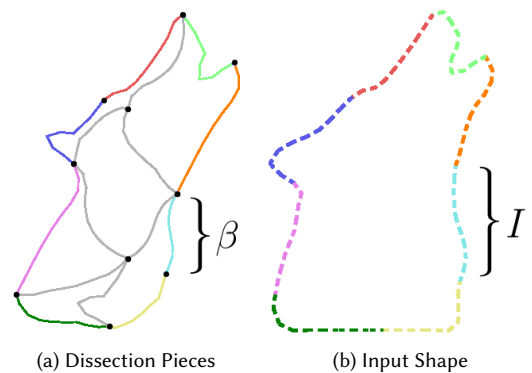 β
I
(a) Dissection Pieces
(b) Input Shape